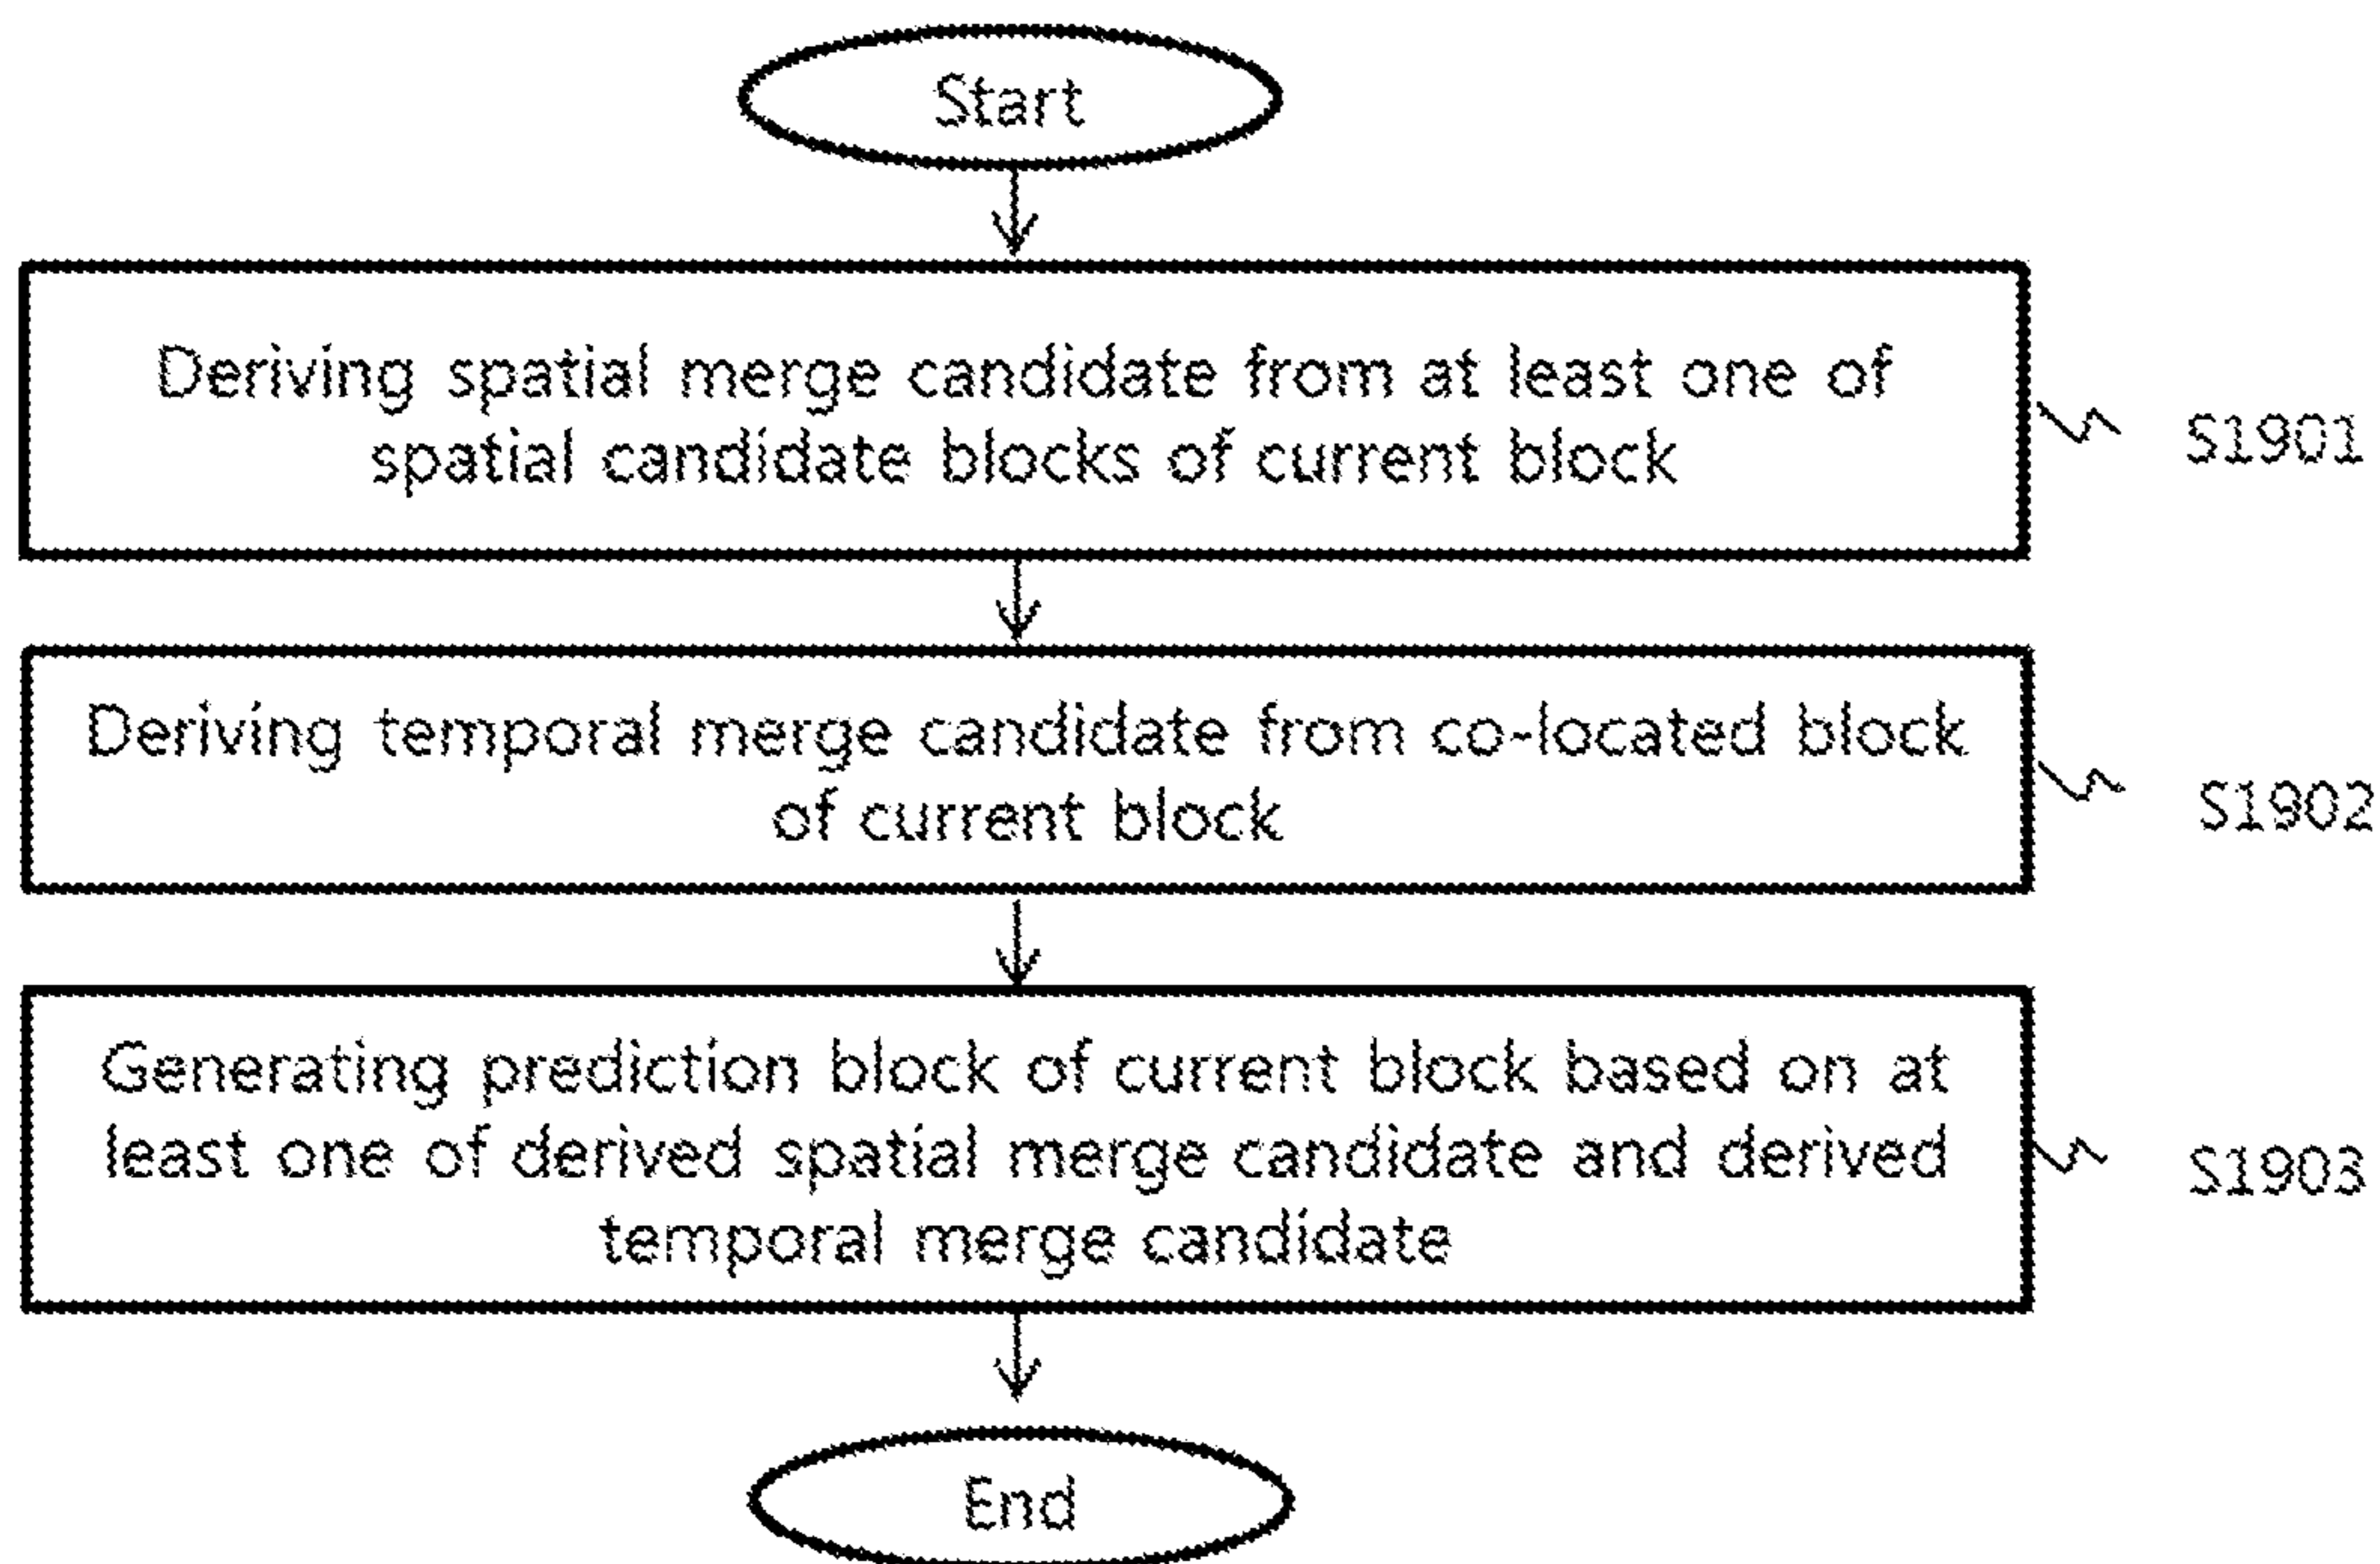 Start
Deriving spatial merge candidate from at least one of
spatial candidate blocks of current block
S1901
Deriving temporal merge candidate from co-located block
of current block
S1902
Generating prediction block of current block based on at
least one of derived spatial merge candidate and derived
temporal merge candidate
S1903
End